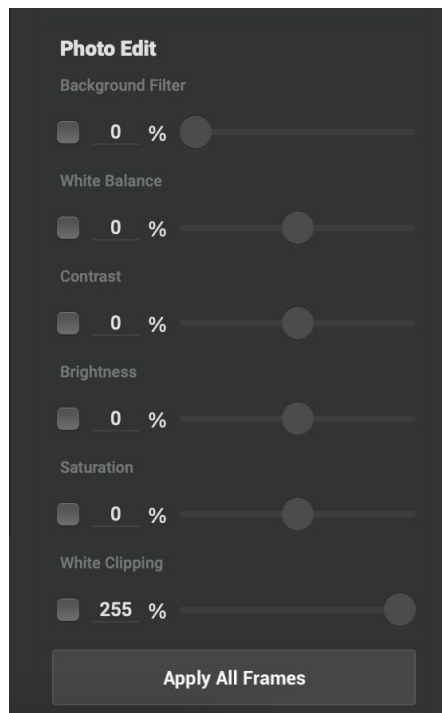 Photo Edit
Background Filter
0 %
White Balance
0 %
Contrast
0 %
Brightness
0 %
Saturation
0 %
White Clipping
255 %
Apply All Frames